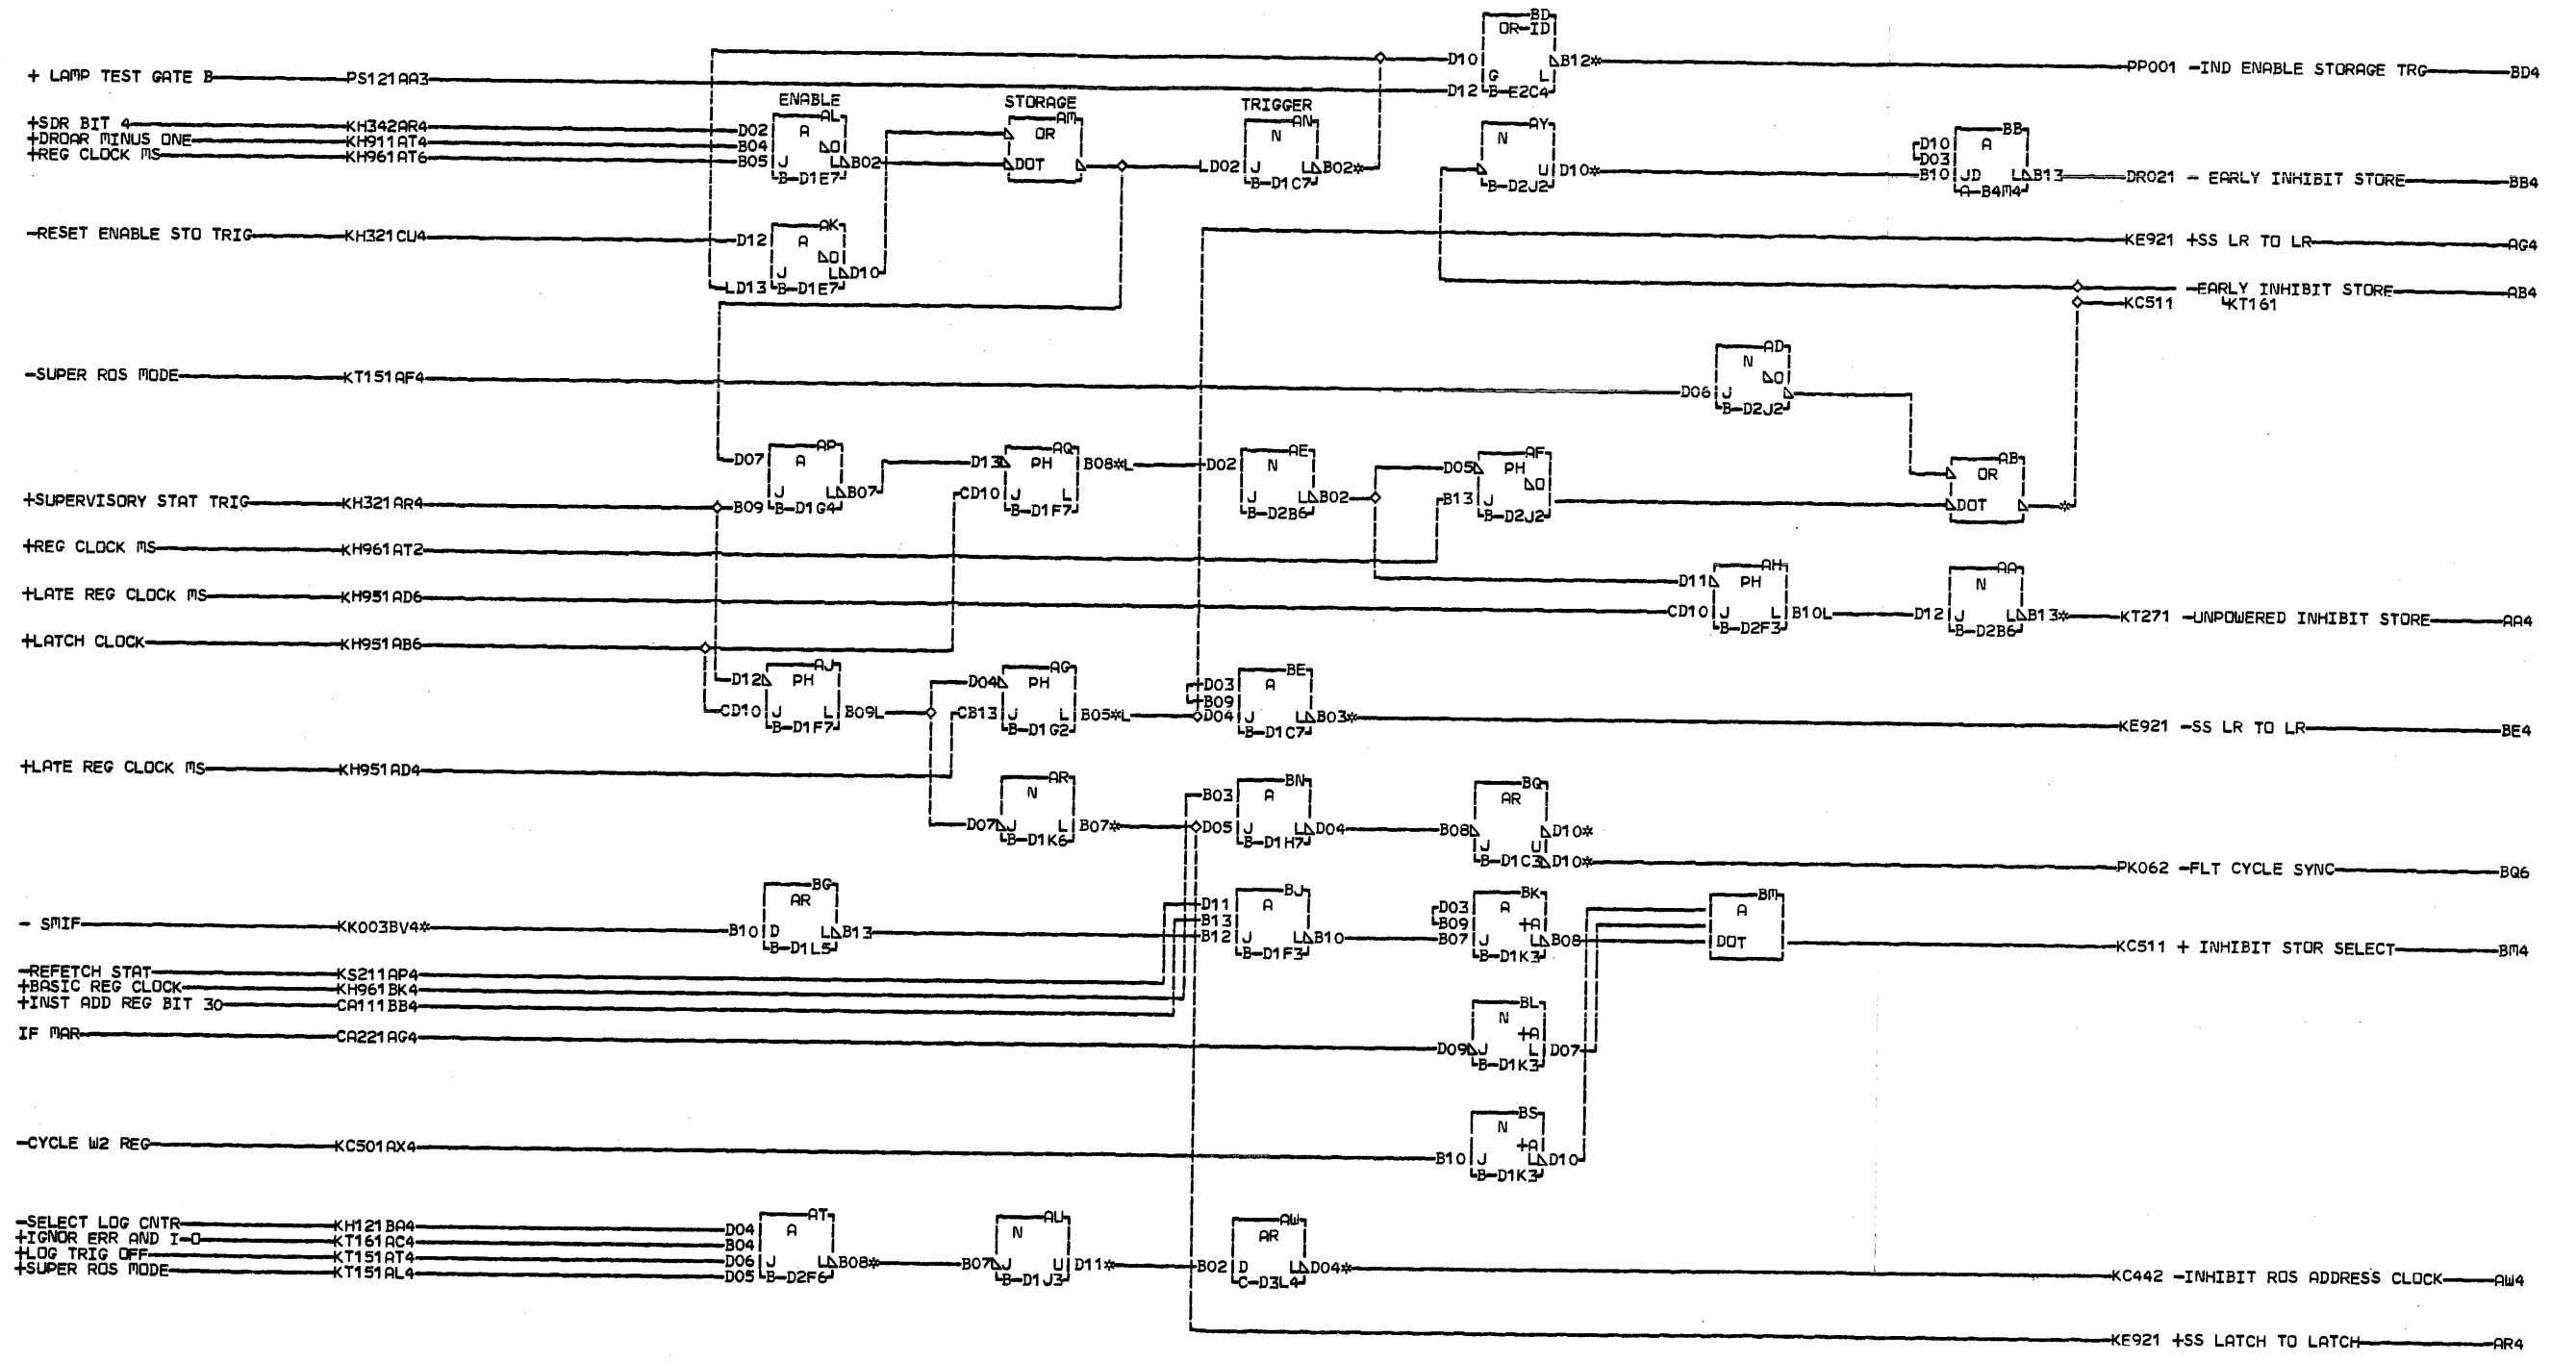 BD
OR-ID
D10 B12*
+ LAMP TEST GATE B PS121AA3 PP001 -IND ENABLE STORAGE TRG BD4
G L
D12 B-E2C4
ENABLE STORAGE TRIGGER
AL AM AN AY BB
+SDR BIT 4 KH342AR4 D02 A OR N N D10 A
+DROAR MINUS ONE KH911AT4 B04 O D03
+REG CLOCK MS KH961AT6 B05 J L B02 DOT LD02 J L B02* U D10* B10 JD L B13 DR021 - EARLY INHIBIT STORE BB4
B-D1E7 B-D1C7 B-D2J2 A-B4M4
AK
-RESET ENABLE STO TRIG KH321CU4 D12 A KE921 +SS LR TO LR AG4
O
J L D10
LD13 B-D1E7
-EARLY INHIBIT STORE AB4
KC511 KT161
AD
N
-SUPER ROS MODE KT151AF4 D06 J O
B-D2J2
AP AQ AE AF AB
D07 A D13 PH B08*L D02 N D05 PH OR
O
+SUPERVISORY STAT TRIG KH321AR4 B09 J L B07 CD10 J L J L B02 B13 J DOT *
B-D1G4 B-D1F7 B-D2B6 B-D2J2
+REG CLOCK MS KH961AT2
AH AA
D11 PH N
+LATE REG CLOCK MS KH951AD6 CD10 J L B10L D12 J L B13* KT271 -UNPOWERED INHIBIT STORE AA4
B-D2F3 B-D2B6
+LATCH CLOCK KH951AB6
AJ AG BE
D12 PH D04 PH D03 A
B09
CD10 J L B09L CB13 J L B05*L D04 J L B03* KE921 -SS LR TO LR BE4
B-D1F7 B-D1G2 B-D1C7
+LATE REG CLOCK MS KH951AD4
AR BN BQ
N B03 A AR
D07 J L B07* D05 J L D04 B08 D10*
B-D1K6 B-D1H7 J U
B-D1C3 D10* PK062 -FLT CYCLE SYNC BQ6
BG BJ BK BM
AR D11 A D03 A A
B13 B09 +A
- SMIF KK003BV4* B10 D L B13 B12 J L B10 B07 J L B08 DOT KC511 + INHIBIT STOR SELECT BM4
B-D1L5 B-D1F3 B-D1K3
-REFETCH STAT KS211AP4
+BASIC REG CLOCK KH961BK4
+INST ADD REG BIT 30 CA111BB4
BL
N
+A
IF MAR CA221AG4 D09 J L D07
B-D1K3
BS
N
+A
-CYCLE W2 REG KC501AX4 B10 J L D10
B-D1K3
AT AU AW
-SELECT LOG CNTR KH121BA4 D04 A N AR
+IGNOR ERR AND I-O KT161AC4 B04
+LOG TRIG OFF KT151AT4 D06 J L B08* B07 J U D11* B02 D L D04* KC442 -INHIBIT ROS ADDRESS CLOCK AW4
+SUPER ROS MODE KT151AL4 D05 B-D2F6 B-D1J3 C-D3L4
KE921 +SS LATCH TO LATCH AR4